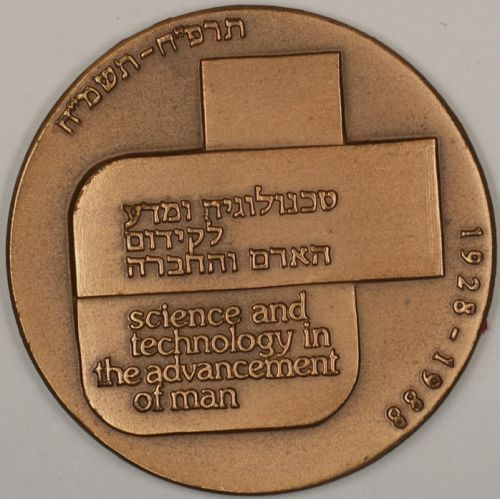 תרפ"ח-תשמ"ח
טכנולוגיה ומדע
לקידום
האדם והחברה
science and
technology in
the advancement
of man
1928-1988